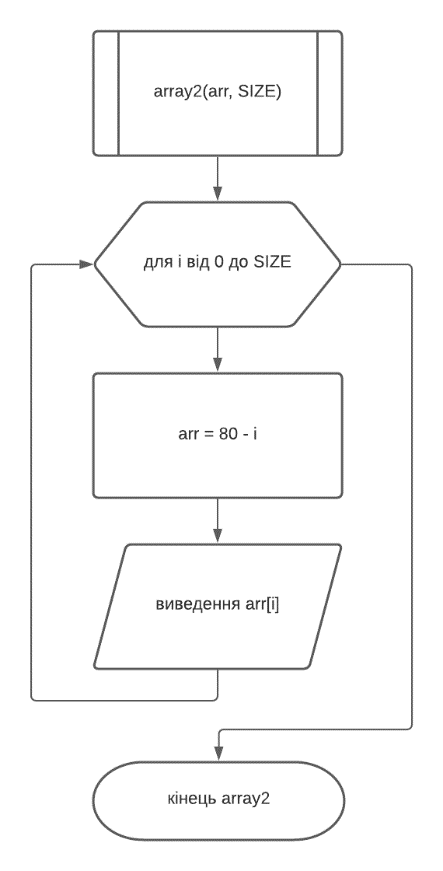 array2(arr, SIZE)
для і від 0 до SIZE
arr = 80 - i
виведення arr[i]
кінець array2